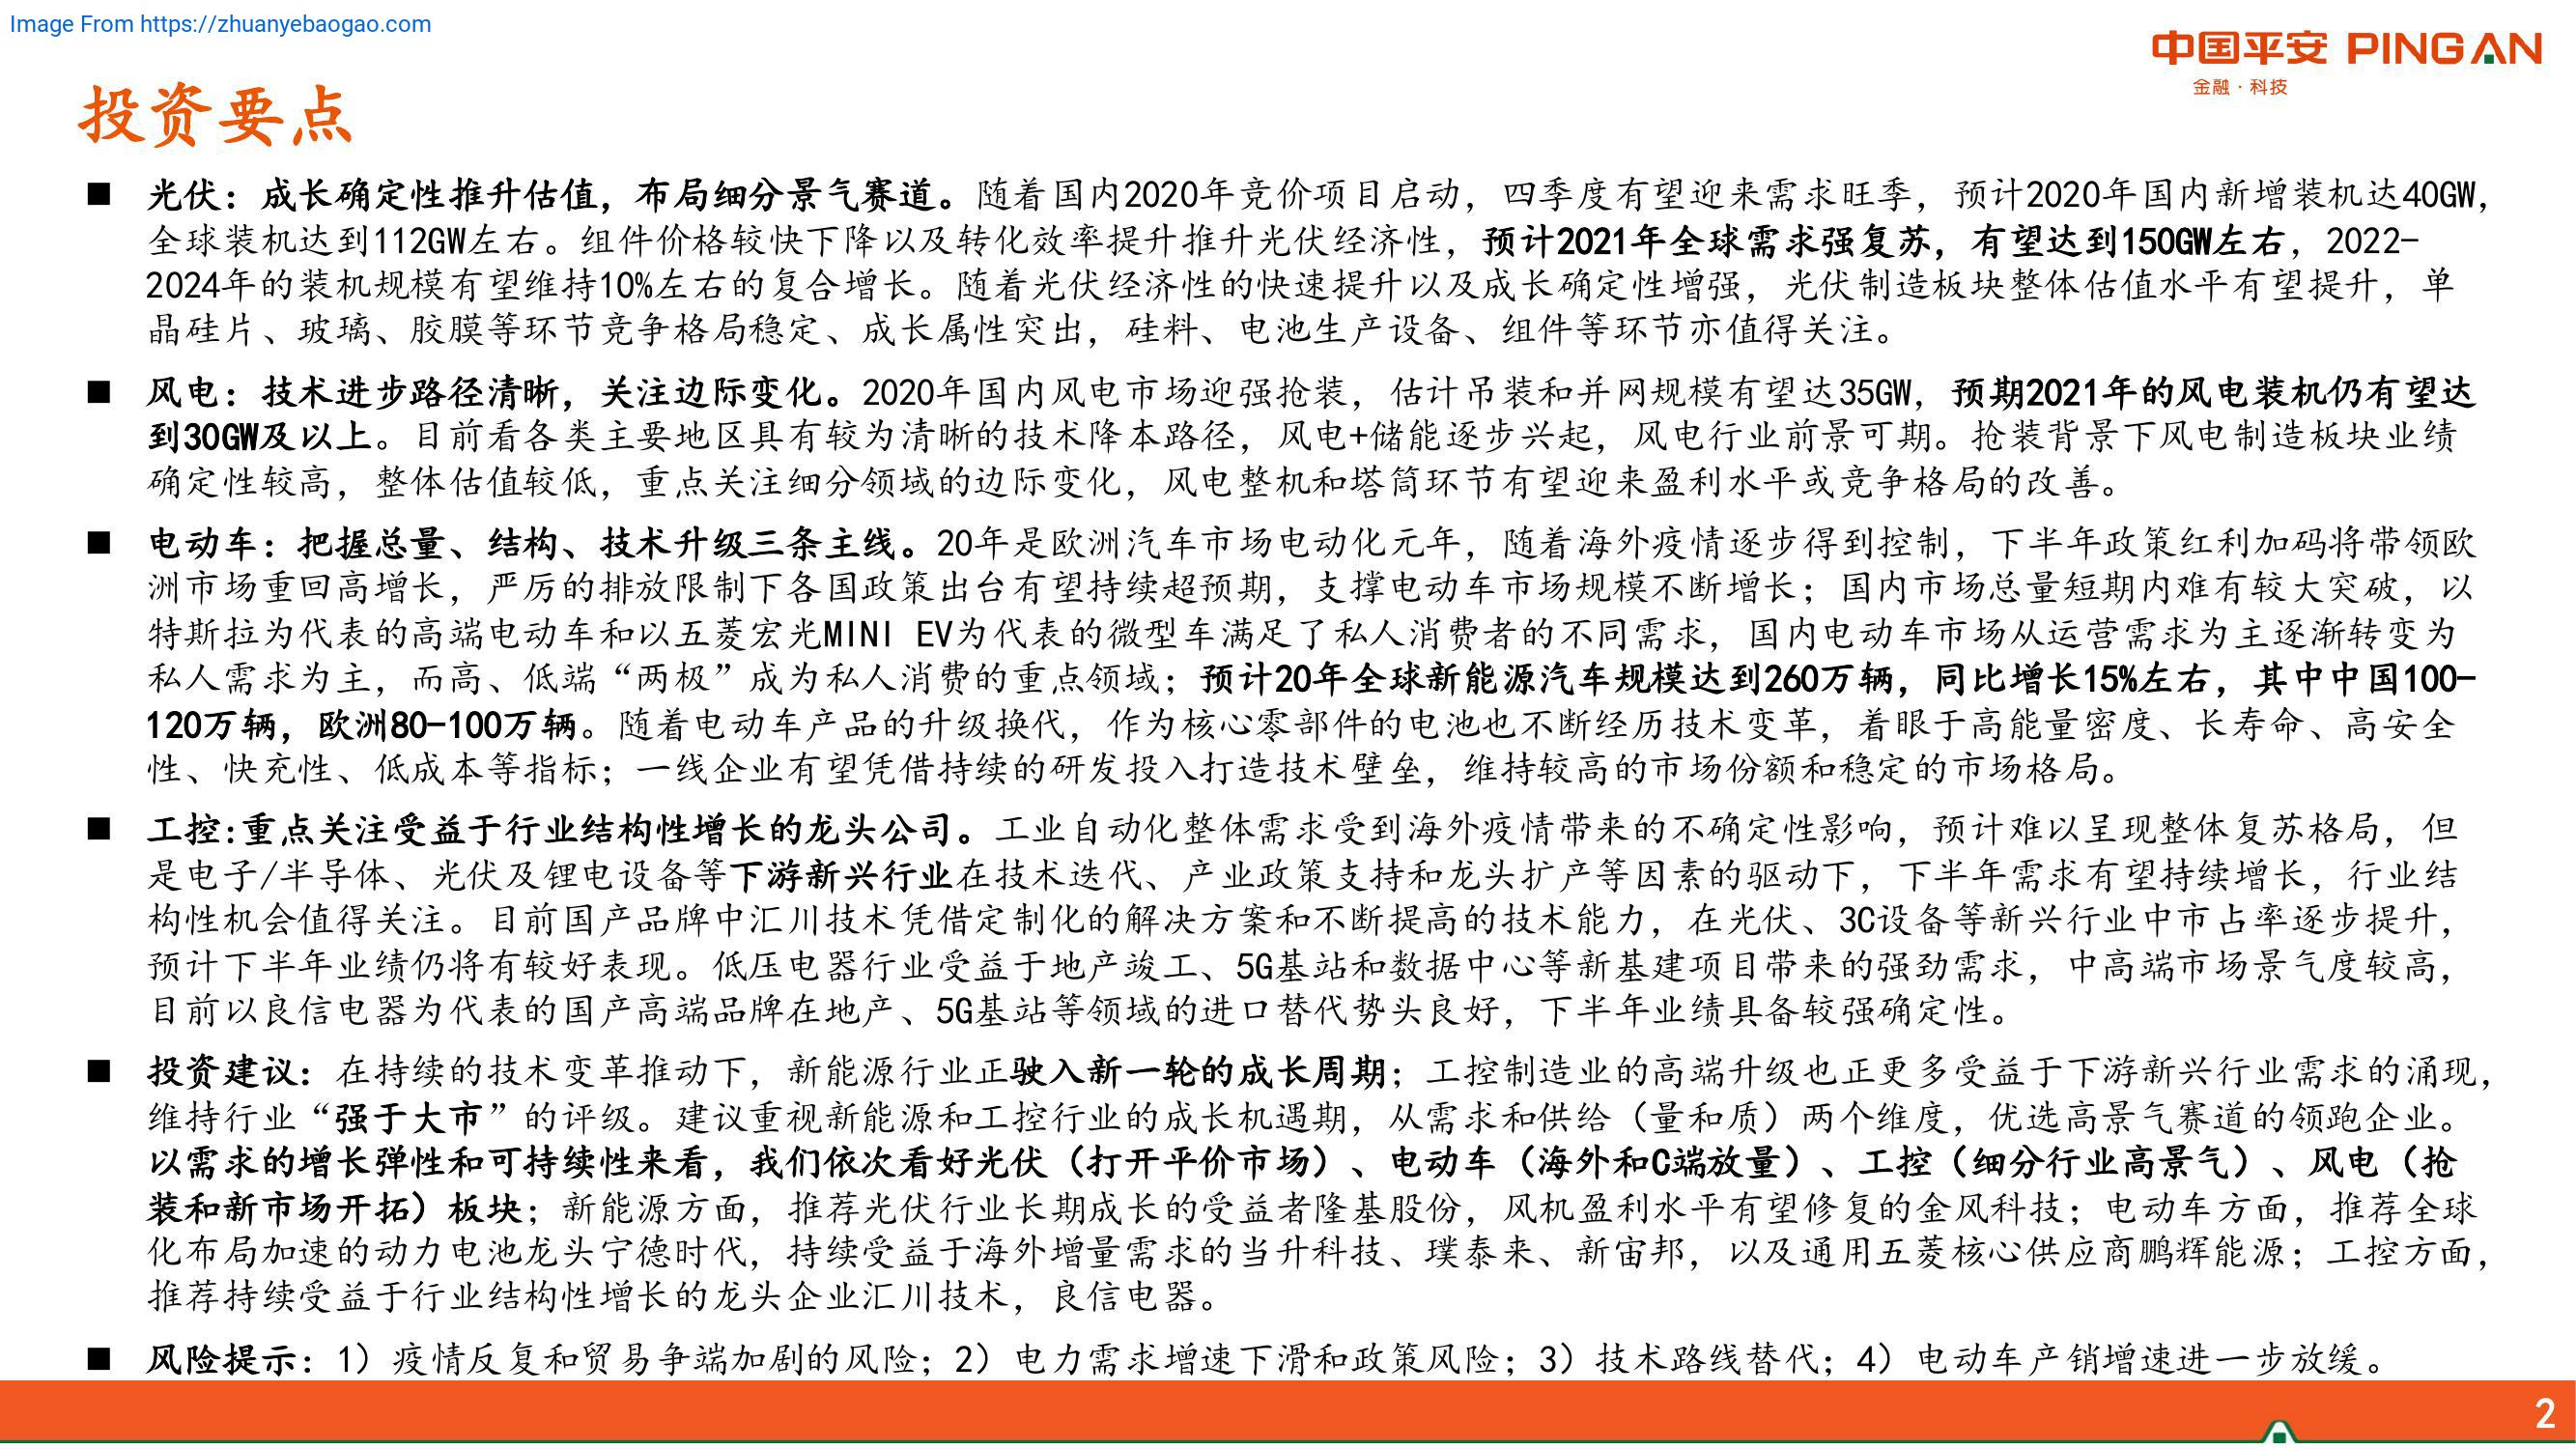 Image From https://zhuanyebaogao.com
中国平安 PINGAN
金融·科技
投资要点
■ 光伏：成长确定性推升估值，布局细分景气赛道。随着国内2020年竞价项目启动，四季度有望迎来需求旺季，预计2020年国内新增装机达40GW，
全球装机达到112GW左右。组件价格较快下降以及转化效率提升推升光伏经济性，预计2021年全球需求强复苏，有望达到150GW左右，2022-
2024年的装机规模有望维持10%左右的复合增长。随着光伏经济性的快速提升以及成长确定性增强，光伏制造板块整体估值水平有望提升，单
晶硅片、玻璃、胶膜等环节竞争格局稳定、成长属性突出，硅料、电池生产设备、组件等环节亦值得关注。
■ 风电：技术进步路径清晰，关注边际变化。2020年国内风电市场迎强抢装，估计吊装和并网规模有望达35GW，预期2021年的风电装机仍有望达
到30GW及以上。目前看各类主要地区具有较为清晰的技术降本路径，风电+储能逐步兴起，风电行业前景可期。抢装背景下风电制造板块业绩
确定性较高，整体估值较低，重点关注细分领域的边际变化，风电整机和塔筒环节有望迎来盈利水平或竞争格局的改善。
■ 电动车：把握总量、结构、技术升级三条主线。20年是欧洲汽车市场电动化元年，随着海外疫情逐步得到控制，下半年政策红利加码将带领欧
洲市场重回高增长，严厉的排放限制下各国政策出台有望持续超预期，支撑电动车市场规模不断增长；国内市场总量短期内难有较大突破，以
特斯拉为代表的高端电动车和以五菱宏光MINI EV为代表的微型车满足了私人消费者的不同需求，国内电动车市场从运营需求为主逐渐转变为
私人需求为主，而高、低端“两极”成为私人消费的重点领域；预计20年全球新能源汽车规模达到260万辆，同比增长15%左右，其中中国100-
120万辆，欧洲80-100万辆。随着电动车产品的升级换代，作为核心零部件的电池也不断经历技术变革，着眼于高能量密度、长寿命、高安全
性、快充性、低成本等指标；一线企业有望凭借持续的研发投入打造技术壁垒，维持较高的市场份额和稳定的市场格局。
■ 工控:重点关注受益于行业结构性增长的龙头公司。工业自动化整体需求受到海外疫情带来的不确定性影响，预计难以呈现整体复苏格局，但
是电子/半导体、光伏及锂电设备等下游新兴行业在技术迭代、产业政策支持和龙头扩产等因素的驱动下，下半年需求有望持续增长，行业结
构性机会值得关注。目前国产品牌中汇川技术凭借定制化的解决方案和不断提高的技术能力，在光伏、3C设备等新兴行业中市占率逐步提升，
预计下半年业绩仍将有较好表现。低压电器行业受益于地产竣工、5G基站和数据中心等新基建项目带来的强劲需求，中高端市场景气度较高，
目前以良信电器为代表的国产高端品牌在地产、5G基站等领域的进口替代势头良好，下半年业绩具备较强确定性。
■ 投资建议：在持续的技术变革推动下，新能源行业正驶入新一轮的成长周期；工控制造业的高端升级也正更多受益于下游新兴行业需求的涌现，
维持行业“强于大市”的评级。建议重视新能源和工控行业的成长机遇期，从需求和供给（量和质）两个维度，优选高景气赛道的领跑企业。
以需求的增长弹性和可持续性来看，我们依次看好光伏（打开平价市场）、电动车（海外和C端放量）、工控（细分行业高景气）、风电（抢
装和新市场开拓）板块；新能源方面，推荐光伏行业长期成长的受益者隆基股份，风机盈利水平有望修复的金风科技；电动车方面，推荐全球
化布局加速的动力电池龙头宁德时代，持续受益于海外增量需求的当升科技、璞泰来、新宙邦，以及通用五菱核心供应商鹏辉能源；工控方面，
推荐持续受益于行业结构性增长的龙头企业汇川技术，良信电器。
■ 风险提示：1）疫情反复和贸易争端加剧的风险；2）电力需求增速下滑和政策风险；3）技术路线替代；4）电动车产销增速进一步放缓。
2